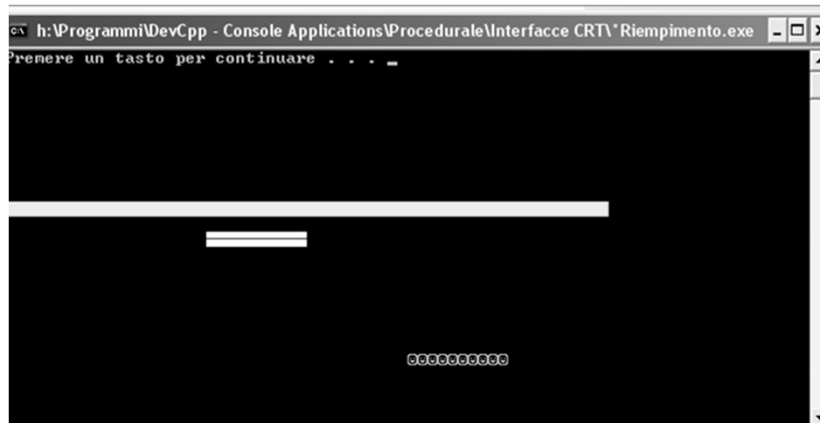 h:\Programmi\DevCpp - Console Applications\Procedurale\Interfacce CRT\*Riempimento.exe
Premere un tasto per continuare . . . _